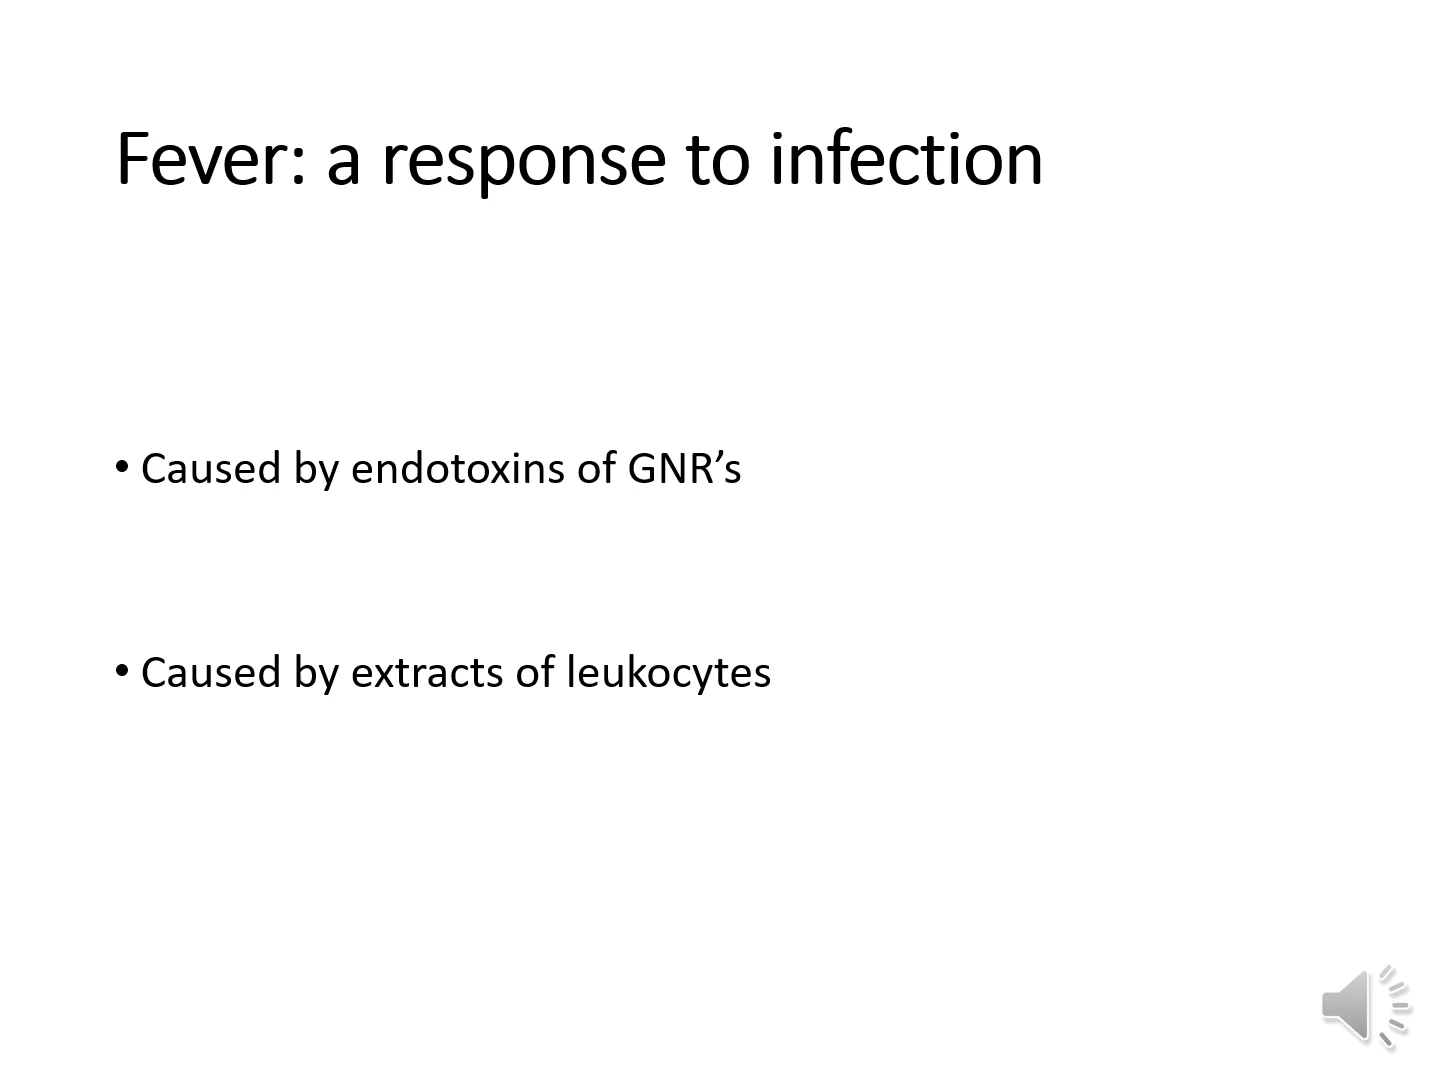 Fever: a response to infection
• Caused by endotoxins of GNR’s
• Caused by extracts of leukocytes